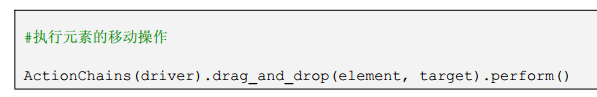 #执行元素的移动操作
ActionChains(driver).drag_and_drop(element, target).perform()